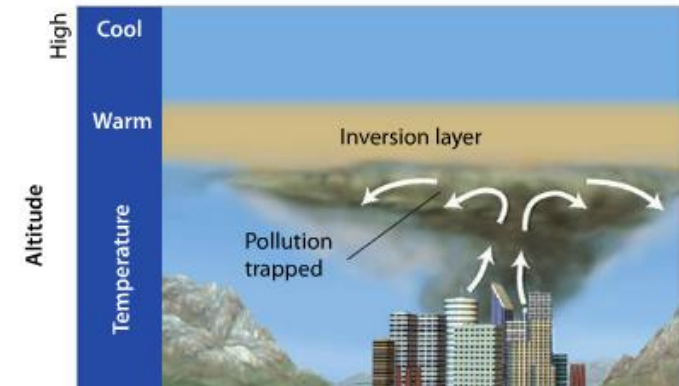 High
Cool
Warm
Inversion layer
Altitude
Temperature
Pollution
trapped